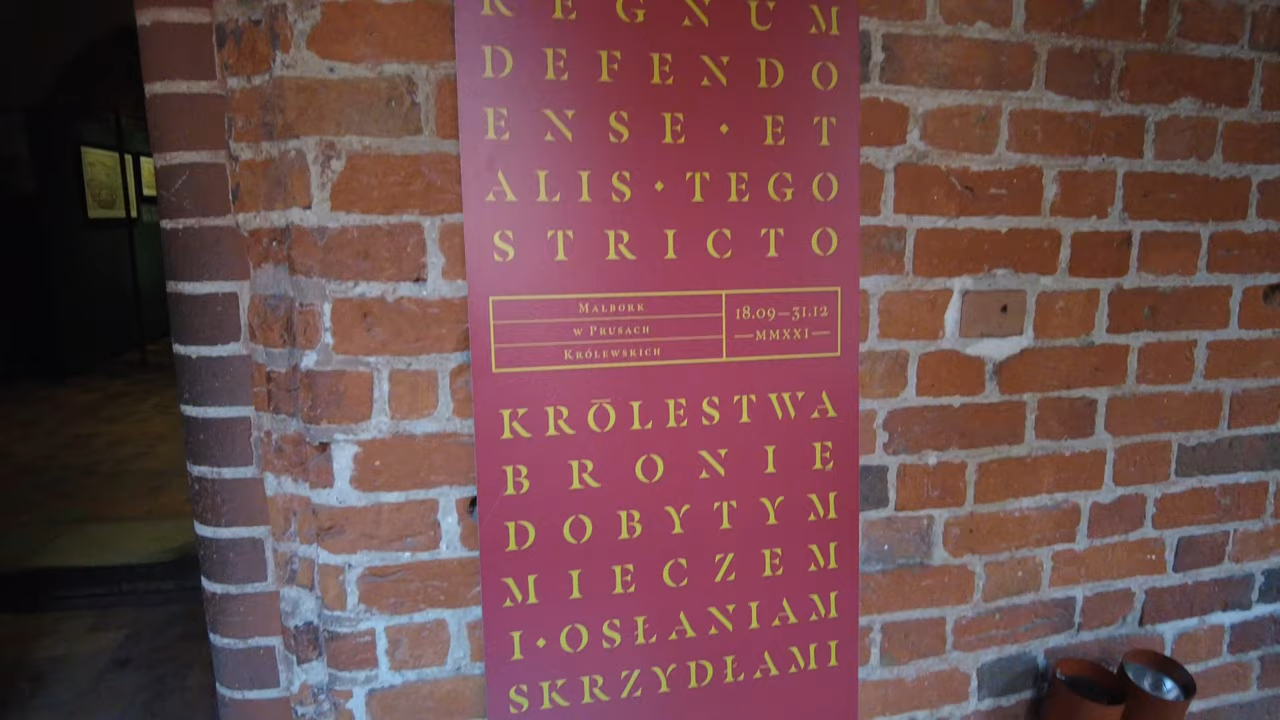 REGNUM
DEFENDO
ENSE · ET
ALIS · TEGO
STRICTO
MALBORK
W PRUSACH
KRÓLEWSKICH
18.09—31.12
—MMXXI—
KRŌLESTWA
BRONIE
DOBYTYM
MIECZEM
I · OSŁANIAM
SKRZYDŁAMI